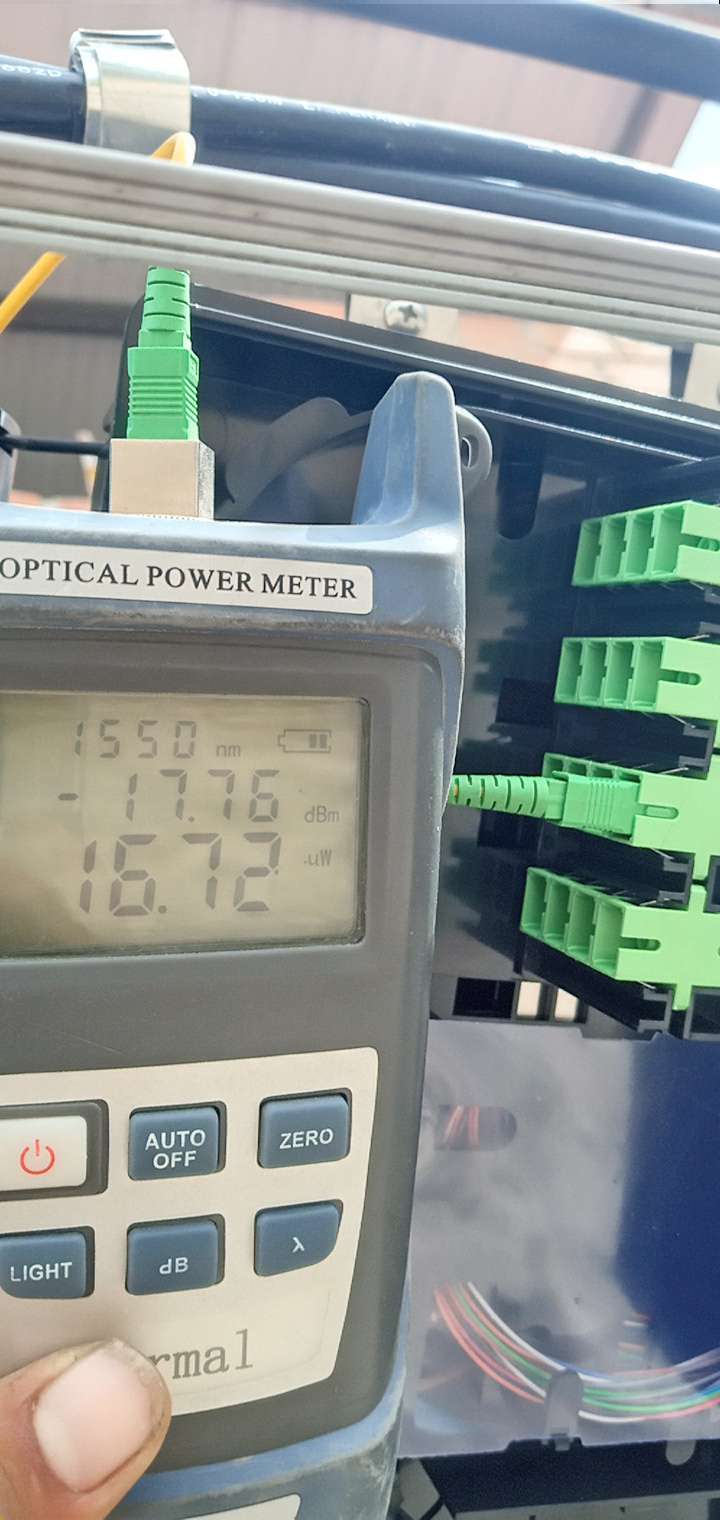 OPTICAL POWER METER
1550 nm
-17.76 dBm
16.72 uW
AUTO OFF
ZERO
LIGHT
dB
λ
rmal